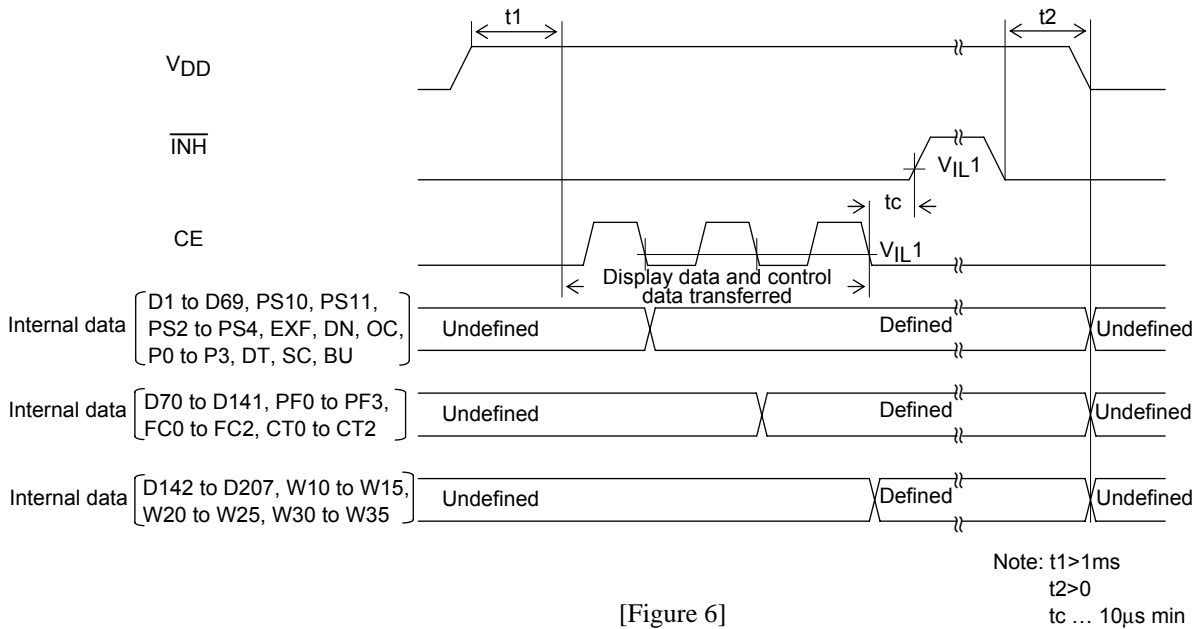 t1
t2
VDD
INH
VIL1
tc
CE
VIL1
Display data and control
data transferred
Internal data
D1 to D69, PS10, PS11,
PS2 to PS4, EXF, DN, OC,
P0 to P3, DT, SC, BU
Undefined
Defined
Undefined
Internal data
D70 to D141, PF0 to PF3,
FC0 to FC2, CT0 to CT2
Undefined
Defined
Undefined
Internal data
D142 to D207, W10 to W15,
W20 to W25, W30 to W35
Undefined
Defined
Undefined
Note: t1>1ms
t2>0
tc … 10μs min
[Figure 6]